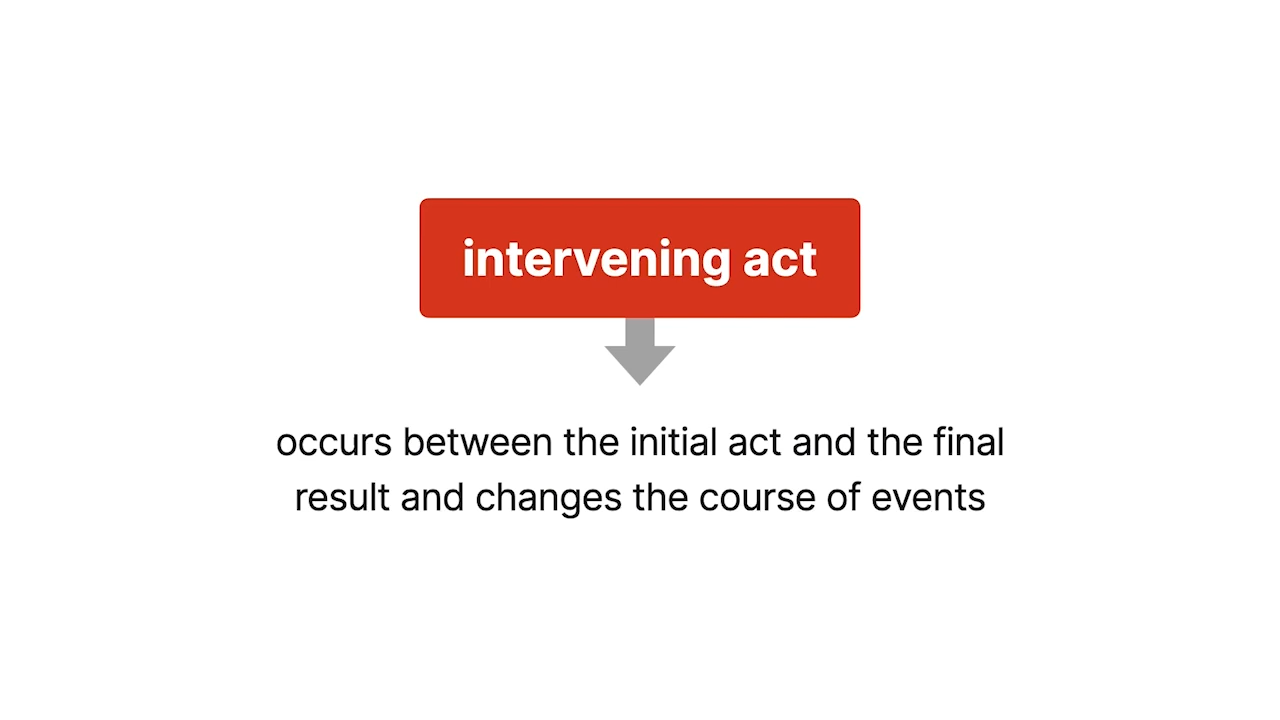 intervening act
occurs between the initial act and the final
result and changes the course of events